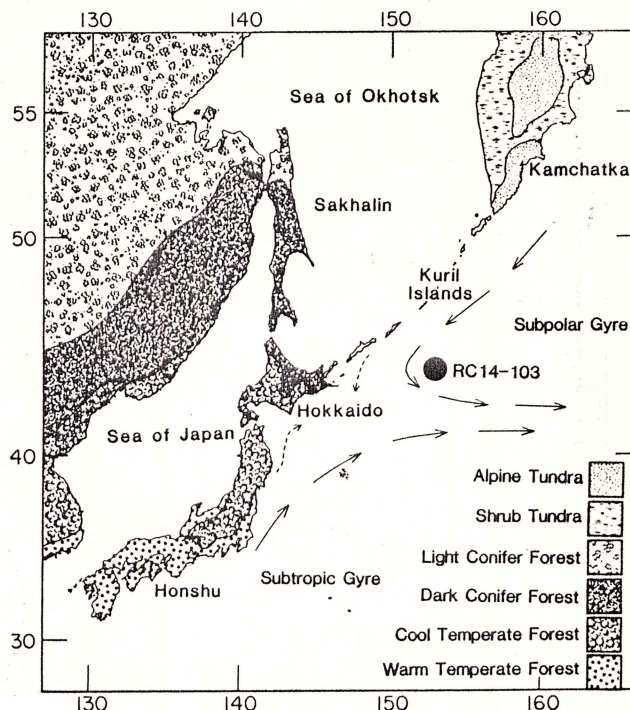 130 140 150 160
55
50
40
30
Sea of Okhotsk
Kamchatka
Sakhalin
Kuril
Islands
Subpolar Gyre
RC14-103
Hokkaido
Sea of Japan
Honshu
Subtropic Gyre
Alpine Tundra
Shrub Tundra
Light Conifer Forest
Dark Conifer Forest
Cool Temperate Forest
Warm Temperate Forest
130 140 150 160